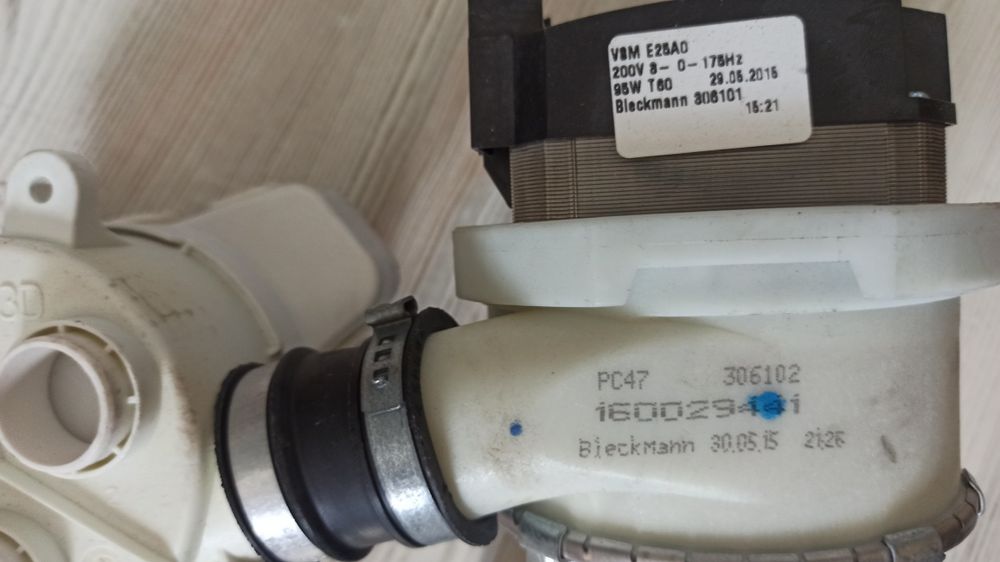 VSM E25A0
200V 3- 0-175Hz
95W T60 29.05.2015
Bleckmann 306101
15:21
3D
PC47 306102
BleckMann 30.05.15 21:26